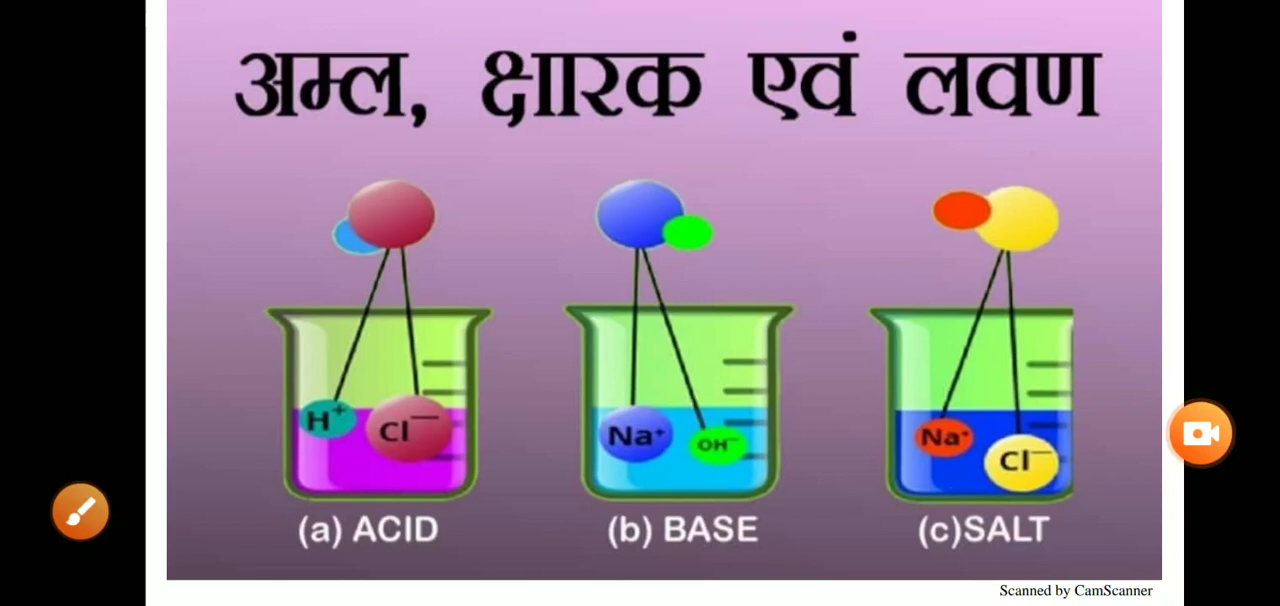 अम्ल, क्षारक एवं लवण
H⁺ Cl⁻ Na⁺ OH⁻ Na⁺ Cl⁻
(a) ACID (b) BASE (c)SALT
Scanned by CamScanner